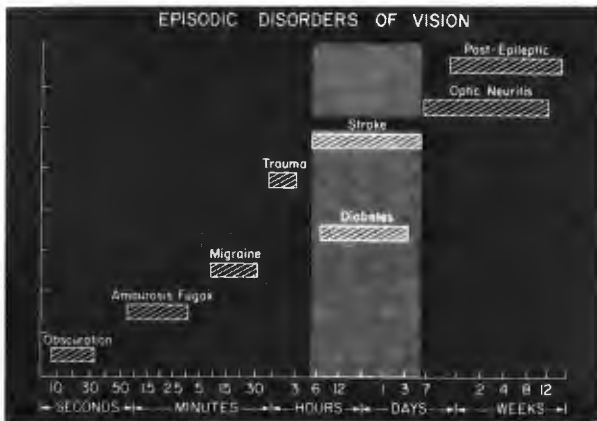 EPISODIC DISORDERS OF VISION
Post-Epileptic
Optic Neuritis
Stroke
Trauma
Diabetes
Migraine
Amaurosis Fugax
Obscuration
10 30 50 1.5 2.5 5 15 30 3 6 12 1 3 7 2 4 8 12
SECONDS MINUTES HOURS DAYS WEEKS